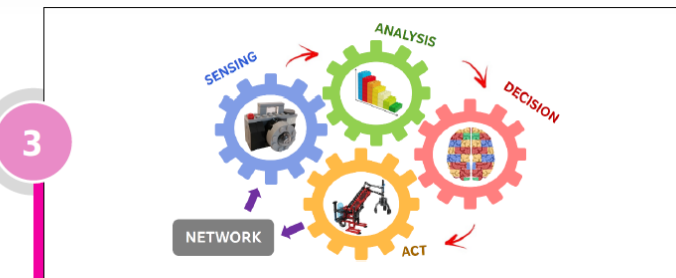 3
SENSING
ANALYSIS
DECISION
ACT
NETWORK